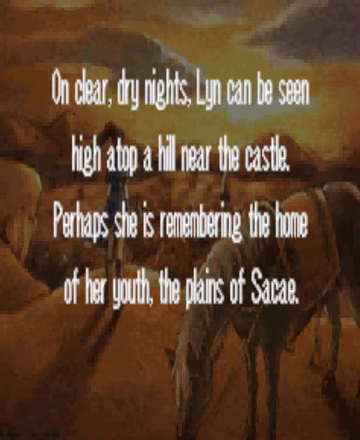 On clear, dry nights, Lyn can be seen
high atop a hill near the castle.
Perhaps she is remembering the home
of her youth, the plains of Sacae.